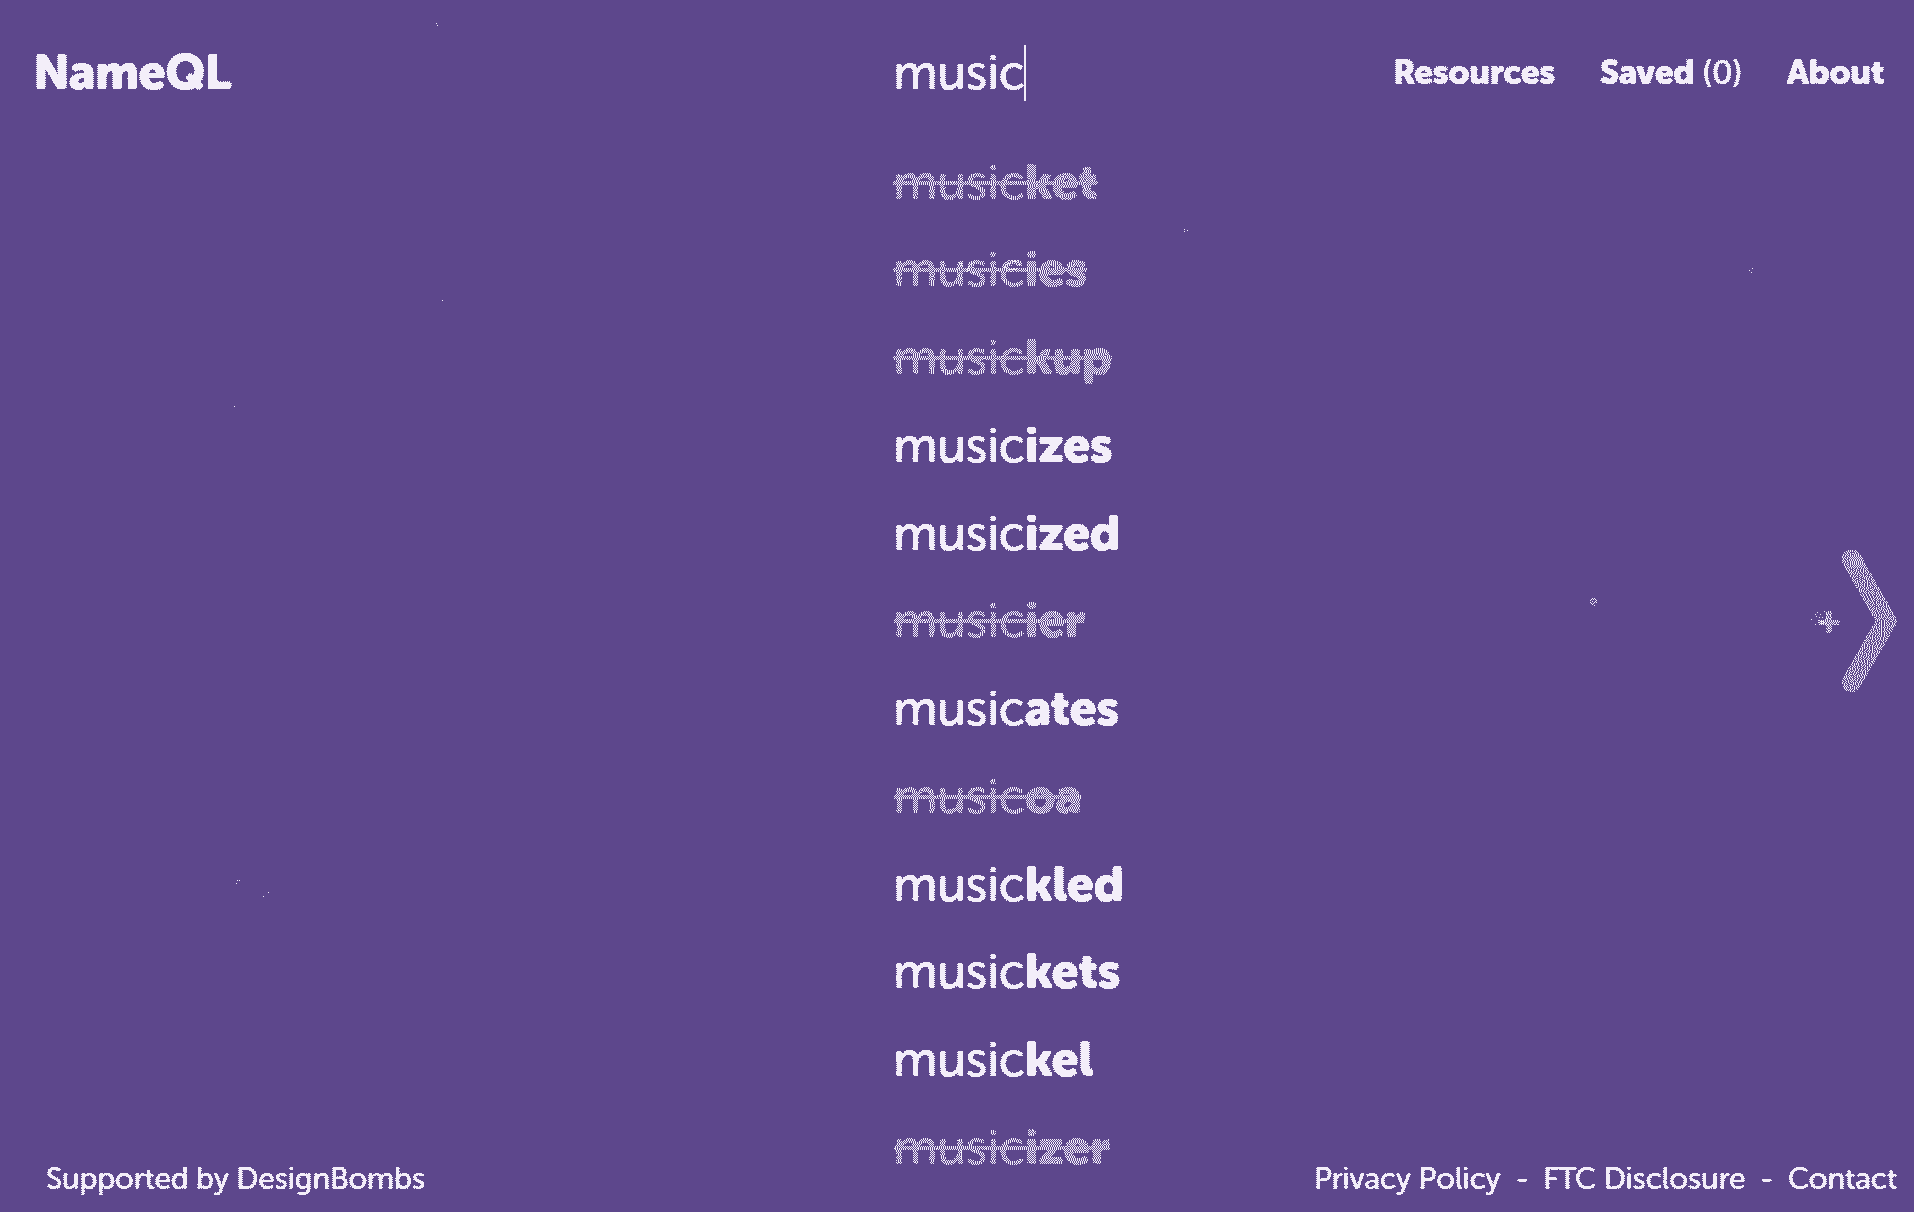 NameQL music Resources Saved (0) About
musicket
musicies
musickup
musicizes
musicized
musicier
musicates
musicoa
musickled
musickets
musickel
musicizer
Supported by DesignBombs Privacy Policy - FTC Disclosure - Contact